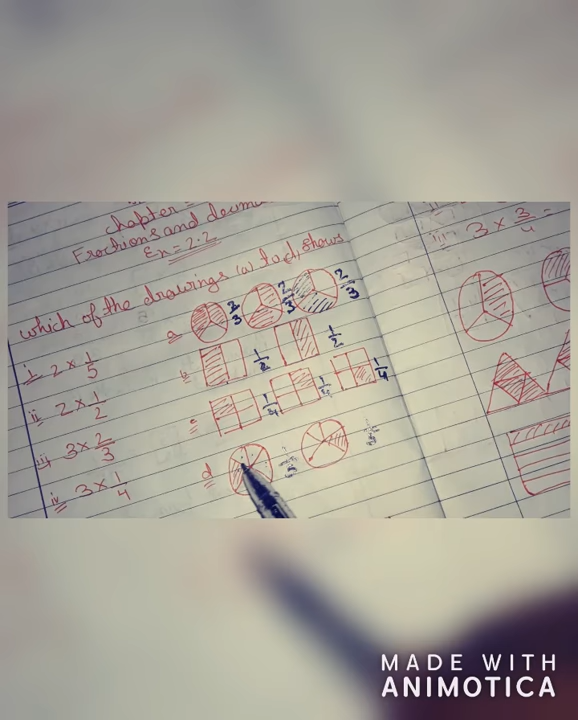 chapter
Fractions and decima
Ex = 2.2
which of the drawings (a) to (d) shows
i 2 × 1/5
ii 2 × 1/2
iii 3 × 2/3
iv 3 × 1/4
a 2/3 2/3 2/3
b 1/2 1/2
c 1/4 1/4 1/4
d
3 × 3/4 =
MADE WITH
ANIMOTICA